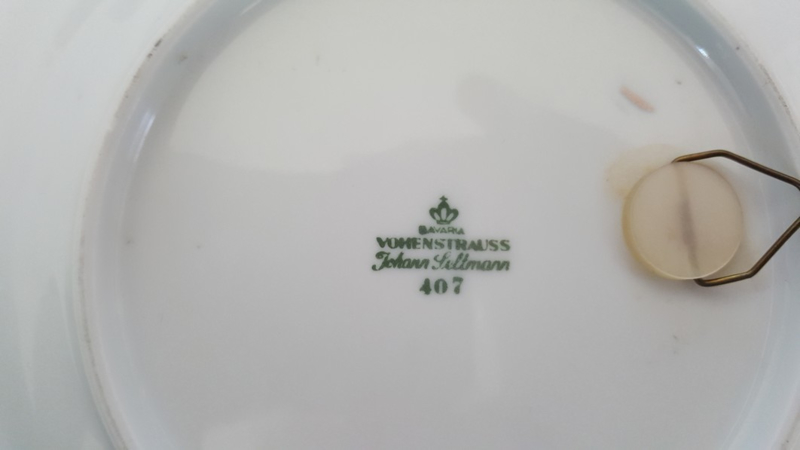 BAVARIA
VOHENSTRAUSS
Johann Seltmann
407